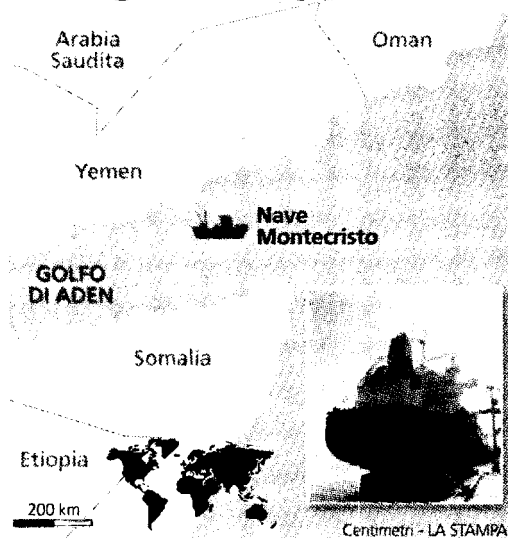 Arabia
Saudita
Oman
Yemen
Nave
Montecristo
GOLFO
DI ADEN
Somalia
Etiopia
200 km
Centimetri - LA STAMPA